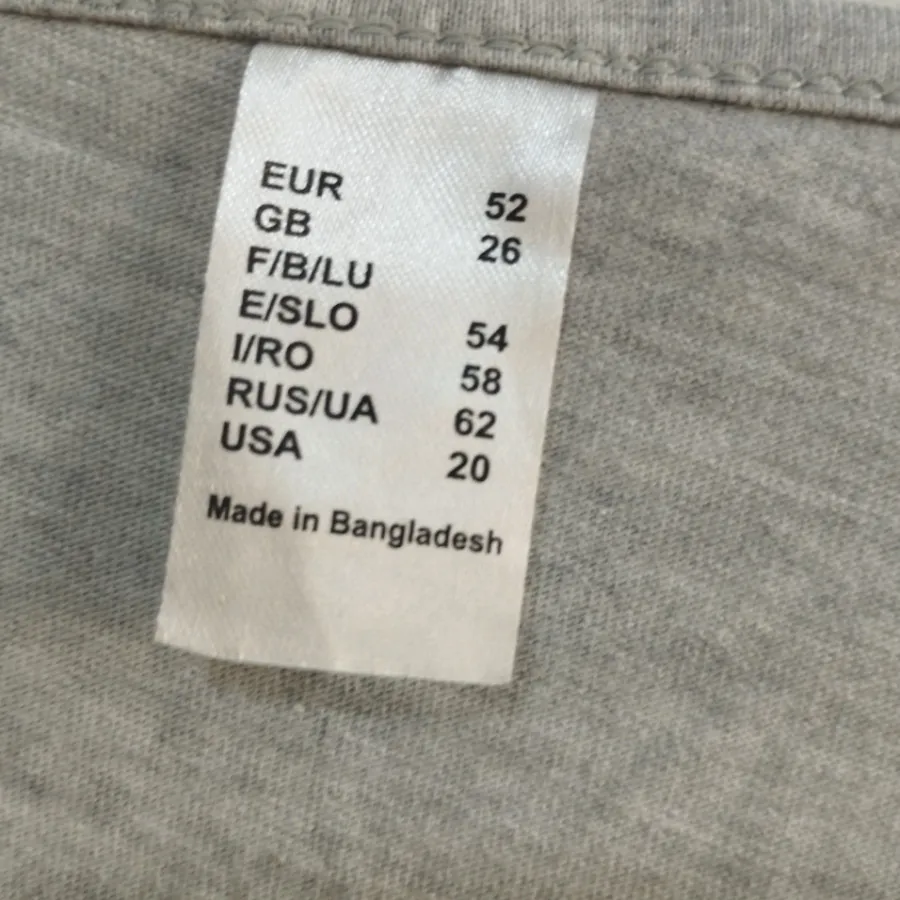 EUR 52
GB 26
F/B/LU
E/SLO 54
I/RO 58
RUS/UA 62
USA 20
Made in Bangladesh